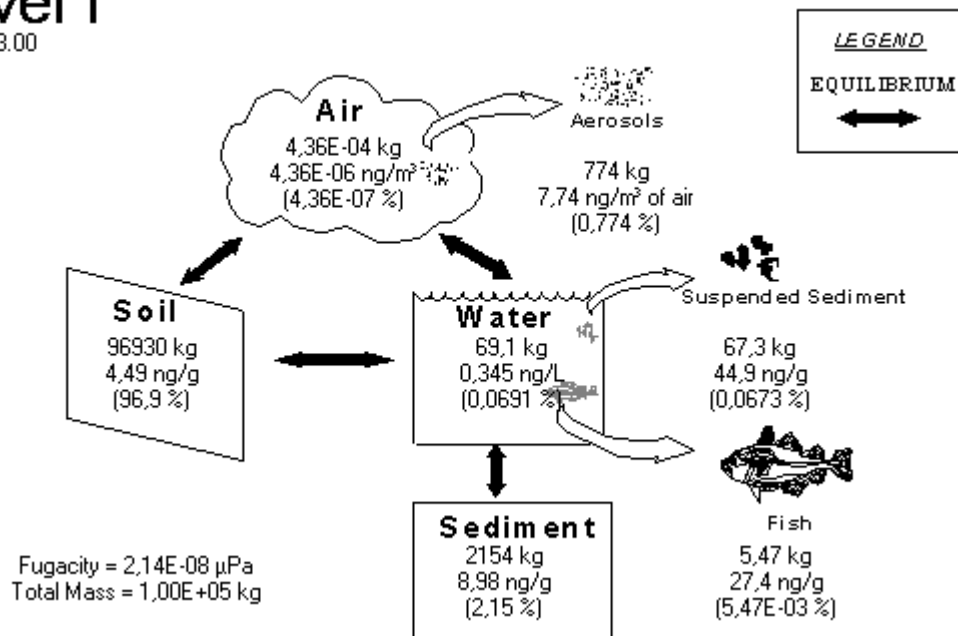 3.00
LEGEND
EQUILIBRIUM
Air
4,36E-04 kg
4,36E-06 ng/m³
(4,36E-07 %)
Aerosols
774 kg
7,74 ng/m³ of air
(0,774 %)
Soil
96930 kg
4,49 ng/g
(96,9 %)
Water
69,1 kg
0,345 ng/L
(0,0691 %)
Suspended Sediment
67,3 kg
44,9 ng/g
(0,0673 %)
Sediment
2154 kg
8,98 ng/g
(2,15 %)
Fish
5,47 kg
27,4 ng/g
(5,47E-03 %)
Fugacity = 2,14E-08 µPa
Total Mass = 1,00E+05 kg